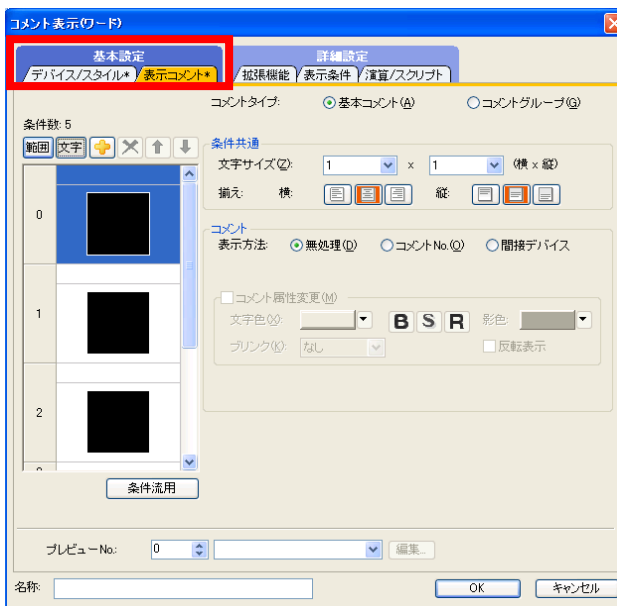 コメント表示(ワード)
基本設定 詳細設定
デバイス/スタイル* 表示コメント* 拡張機能 表示条件 演算/スクリプト
コメントタイプ: 基本コメント(A) コメントグループ(G)
条件数: 5
範囲 文字
条件共通
文字サイズ(Z): 1 x 1 (横 x 縦)
揃え: 横: 縦:
0
コメント
表示方法: 無処理(D) コメントNo.(O) 間接デバイス
コメント属性変更(M)
1
文字色(X): B S R 影色:
ブリンク(K): なし 反転表示
2
条件流用
プレビューNo.: 0 編集...
名称: OK キャンセル